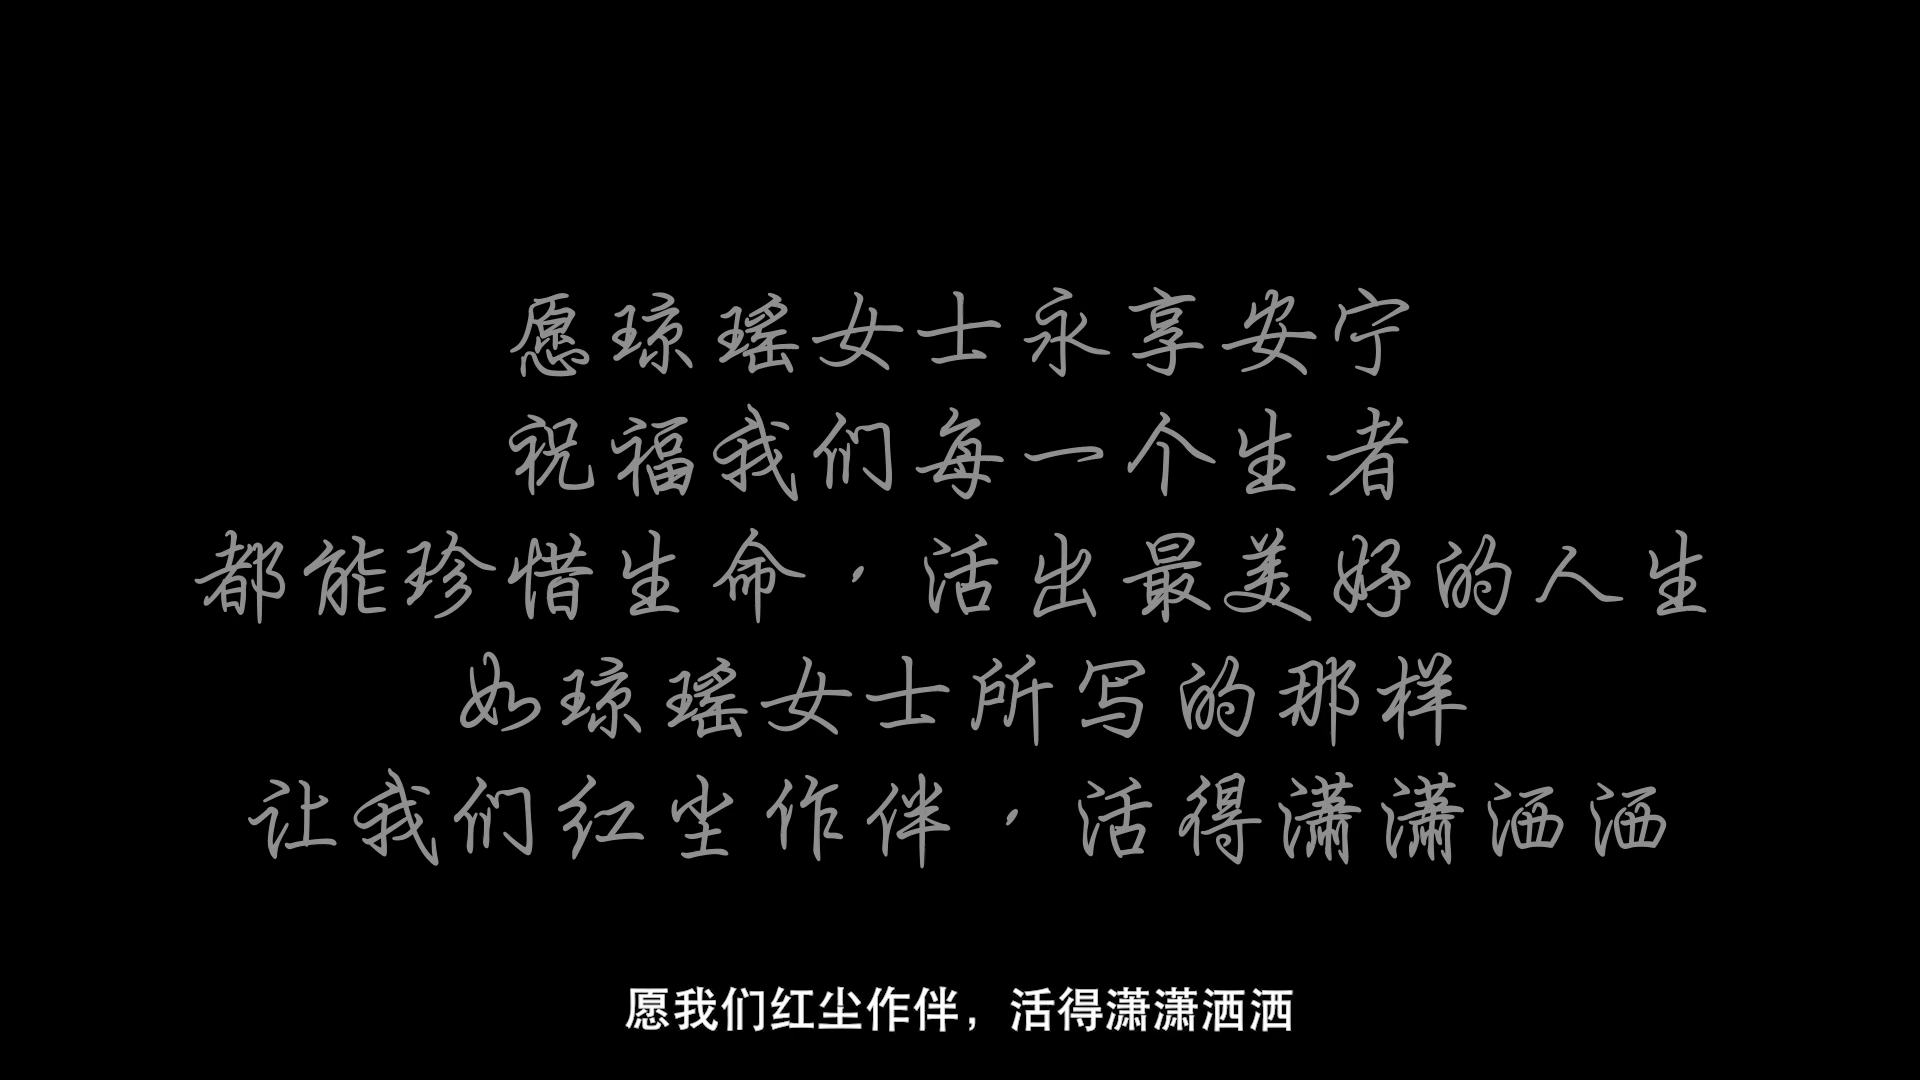 愿琼瑶女士永享安宁
祝福我们每一个生者
都能珍惜生命，活出最美好的人生
如琼瑶女士所写的那样
让我们红尘作伴，活得潇潇洒洒
愿我们红尘作伴，活得潇潇洒洒